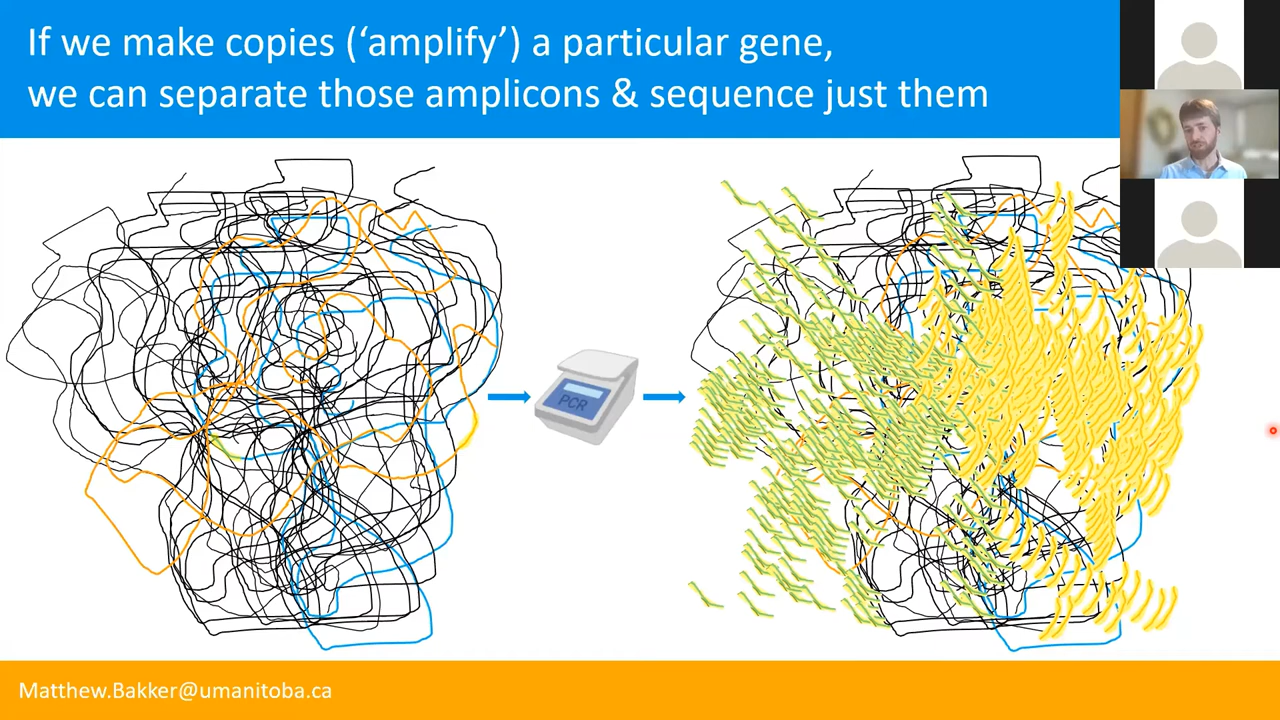 If we make copies (‘amplify’) a particular gene,
we can separate those amplicons & sequence just them
PCR
Matthew.Bakker@umanitoba.ca